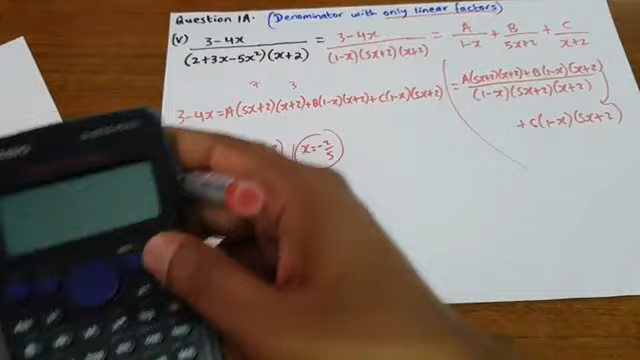 Question 1A. (Denominator with only linear factors)
(v) 3-4x / (2+3x-5x²)(x+2) = 3-4x / (1-x)(5x+2)(x+2) = A / 1-x + B / 5x+2 + C / x+2
= A(5x+2)(x+2)+B(1-x)(x+2) / (1-x)(5x+2)(x+2)
+ C(1-x)(5x+2)
3-4x = A(5x+2)(x+2)+B(1-x)(x+2)+C(1-x)(5x+2)
x=-2/5